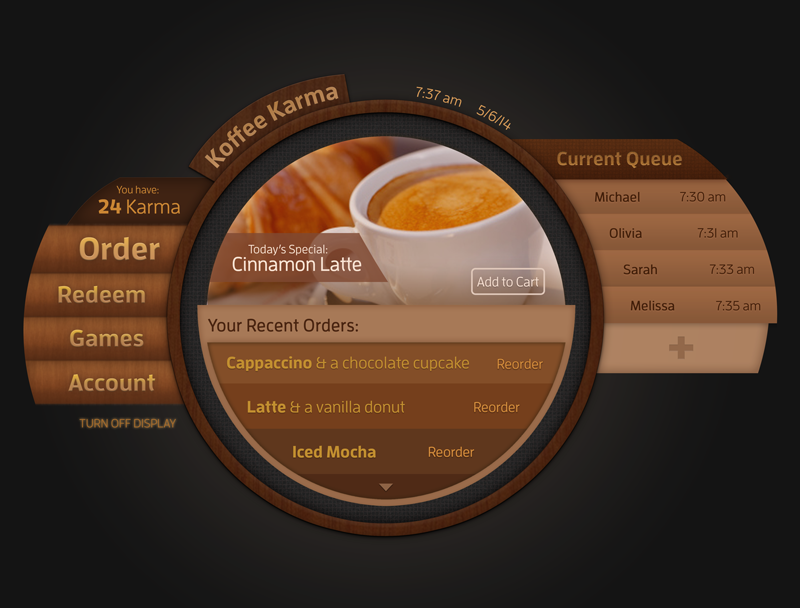 Koffee Karma
7:37 am 5/6/14
You have:
24 Karma
Order
Redeem
Games
Account
TURN OFF DISPLAY
Today's Special:
Cinnamon Latte
Add to Cart
Your Recent Orders:
Cappaccino & a chocolate cupcake Reorder
Latte & a vanilla donut Reorder
Iced Mocha Reorder
Current Queue
Michael 7:30 am
Olivia 7:31 am
Sarah 7:33 am
Melissa 7:35 am